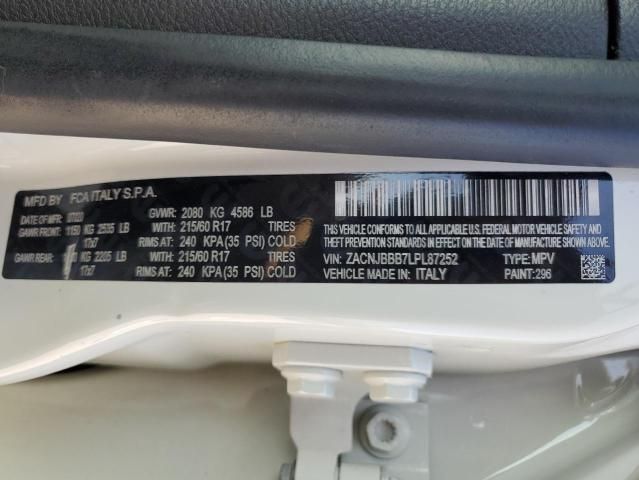 MFD BY FCA ITALY S.P.A.
DATE OF MFR GVWR: 2080 KG 4586 LB
GAWR FRONT: 1150 KG 2535 LB WITH: 215/60 R17 TIRES
17x7 RIMS AT: 240 KPA (35 PSI) COLD
GAWR REAR: KG 2205 LB WITH: 215/60 R17 TIRES
17x7 RIMS AT: 240 KPA (35 PSI) COLD
THIS VEHICLE CONFORMS TO ALL APPLICABLE U.S.A.
FEDERAL MOTOR VEHICLE SAFETY, BUMPER, AND THEFT PREVENTION
STANDARDS IN EFFECT ON THE DATE OF MANUFACTURE SHOWN ABOVE.
VIN: ZACNJBBB7LPL87252 TYPE: MPV
VEHICLE MADE IN: ITALY PAINT: 296